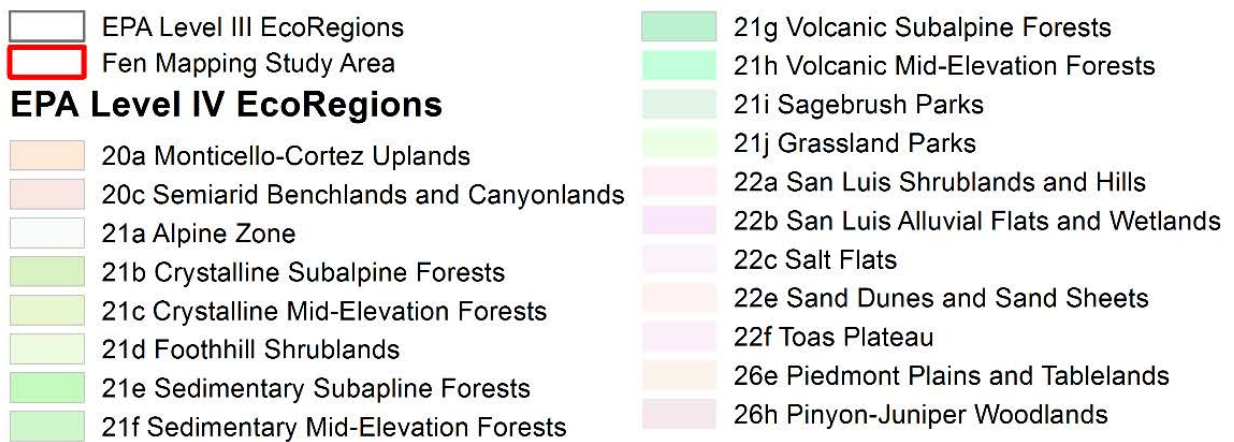 EPA Level III EcoRegions
Fen Mapping Study Area
EPA Level IV EcoRegions
20a Monticello-Cortez Uplands
20c Semiarid Benchlands and Canyonlands
21a Alpine Zone
21b Crystalline Subalpine Forests
21c Crystalline Mid-Elevation Forests
21d Foothhill Shrublands
21e Sedimentary Subapline Forests
21f Sedimentary Mid-Elevation Forests
21g Volcanic Subalpine Forests
21h Volcanic Mid-Elevation Forests
21i Sagebrush Parks
21j Grassland Parks
22a San Luis Shrublands and Hills
22b San Luis Alluvial Flats and Wetlands
22c Salt Flats
22e Sand Dunes and Sand Sheets
22f Toas Plateau
26e Piedmont Plains and Tablelands
26h Pinyon-Juniper Woodlands